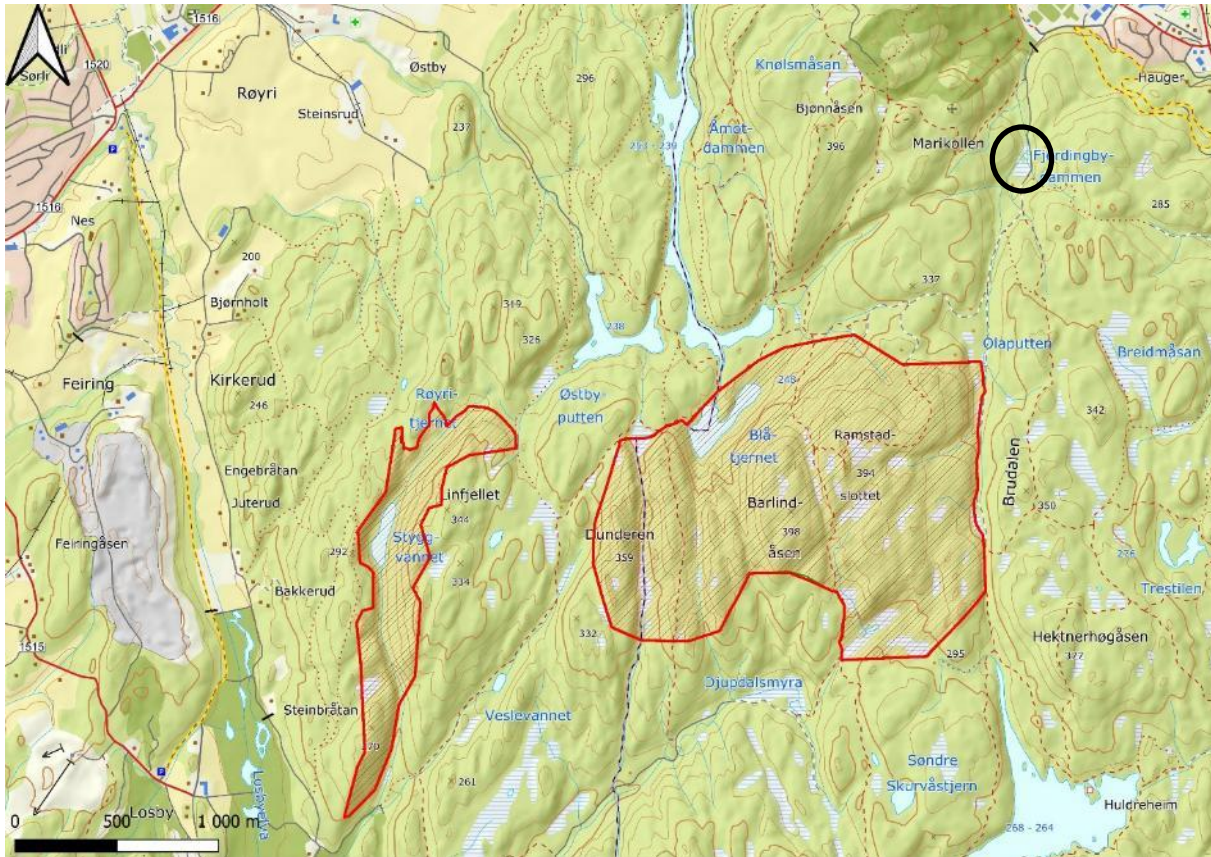 1516
Østby
Knølsmåsan
Hauger
1520
Sørli
Røyri
296
Steinsrud
Bjønnåsen
237
Åmot-
dammen
396
Marikollen
Fjerdingby-
dammen
1516
Nes
285
200
337
Bjørnholt
349
238
326
Olaputten
Breidmåsan
Feiring
Kirkerud
246
Røyri-
tjernet
Østby-
putten
248
Blå-
tjernet
Ramstad-
slottet
394
342
Engebråtan
Juterud
Linfjellet
344
Barlind-
åsen
398
Brudalen
350
Feiringåsen
292
Stygg-
vannet
334
Dunderen
359
276
Trestilen
Bakkerud
332
295
Hektnerhøgåsen
1515
Djupdalsmyra
Steinbråtan
Veslevannet
261
Søndre
Skurvåstjern
Losbyelva
Losby
268 - 264
Huldreheim
0 500 1 000 m